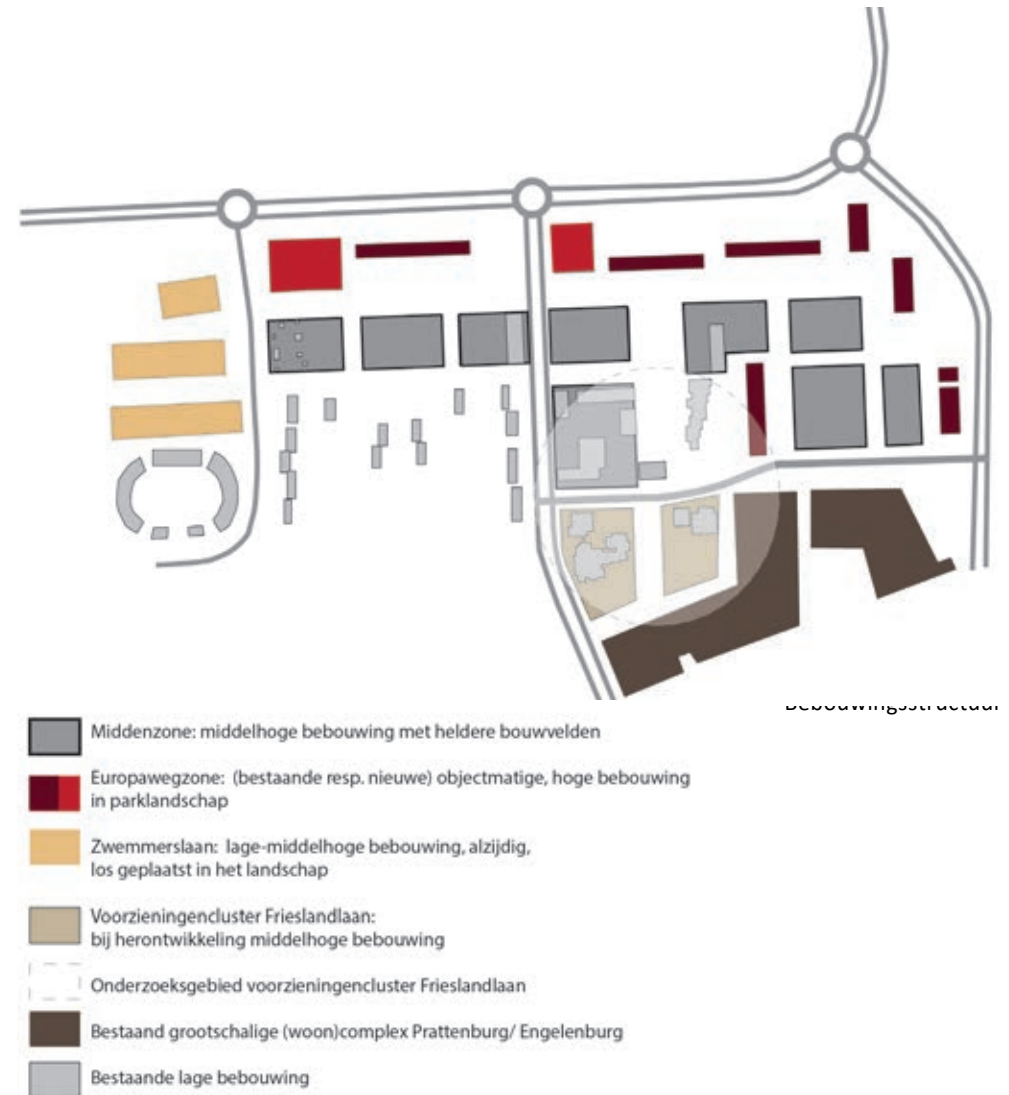 Bebouwingsstructuur
Middenzone: middelhoge bebouwing met heldere bouwvelden
Europawegzone: (bestaande resp. nieuwe) objectmatige, hoge bebouwing
in parklandschap
Zwemmerslaan: lage-middelhoge bebouwing, alzijdig,
los geplaatst in het landschap
Voorzieningencluster Frieslandlaan:
bij herontwikkeling middelhoge bebouwing
Onderzoeksgebied voorzieningencluster Frieslandlaan
Bestaand grootschalige (woon)complex Prattenburg/ Engelenburg
Bestaande lage bebouwing